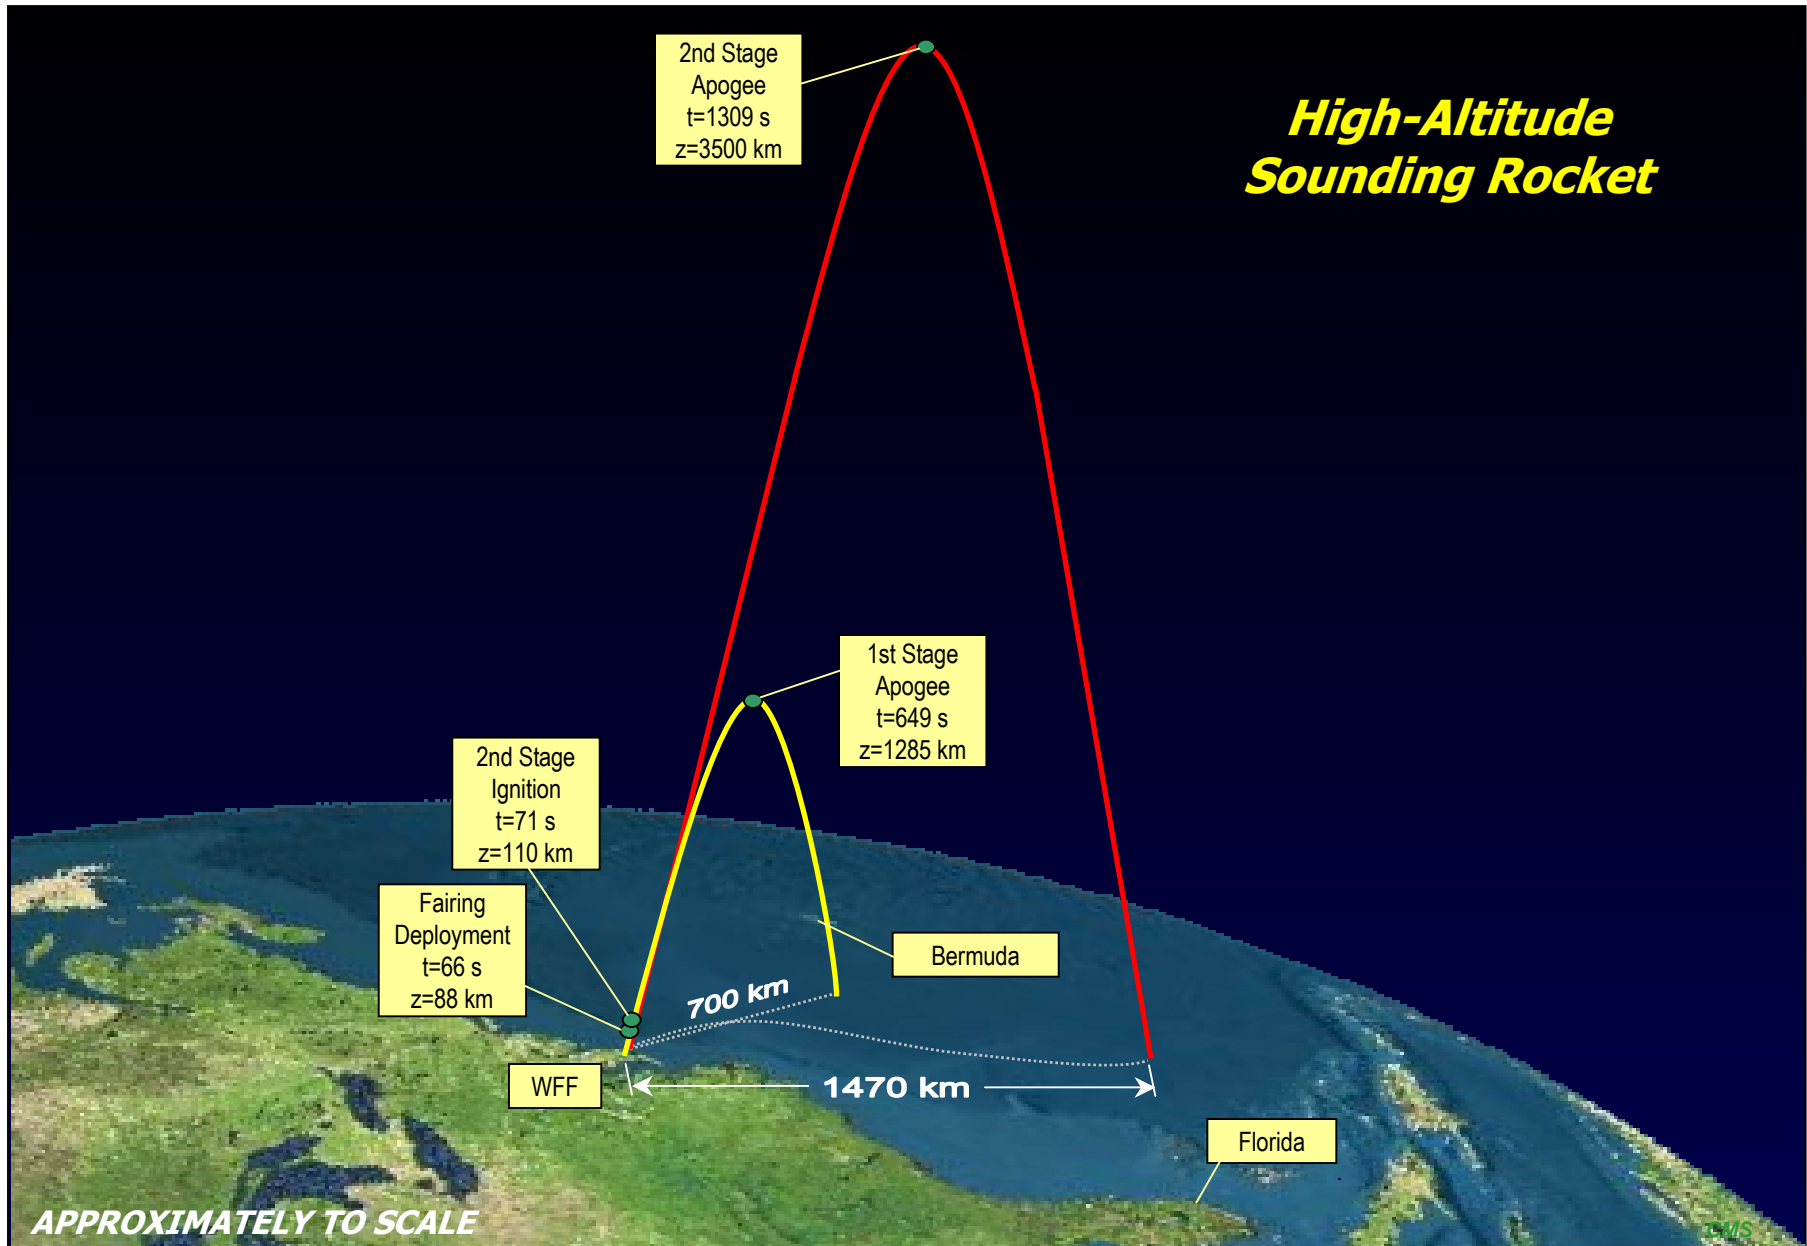 2nd Stage
Apogee
t=1309 s
z=3500 km
High-Altitude
Sounding Rocket
1st Stage
Apogee
t=649 s
z=1285 km
2nd Stage
Ignition
t=71 s
z=110 km
Fairing
Deployment
t=66 s
z=88 km
Bermuda
700 km
WFF
1470 km
Florida
APPROXIMATELY TO SCALE
GMS